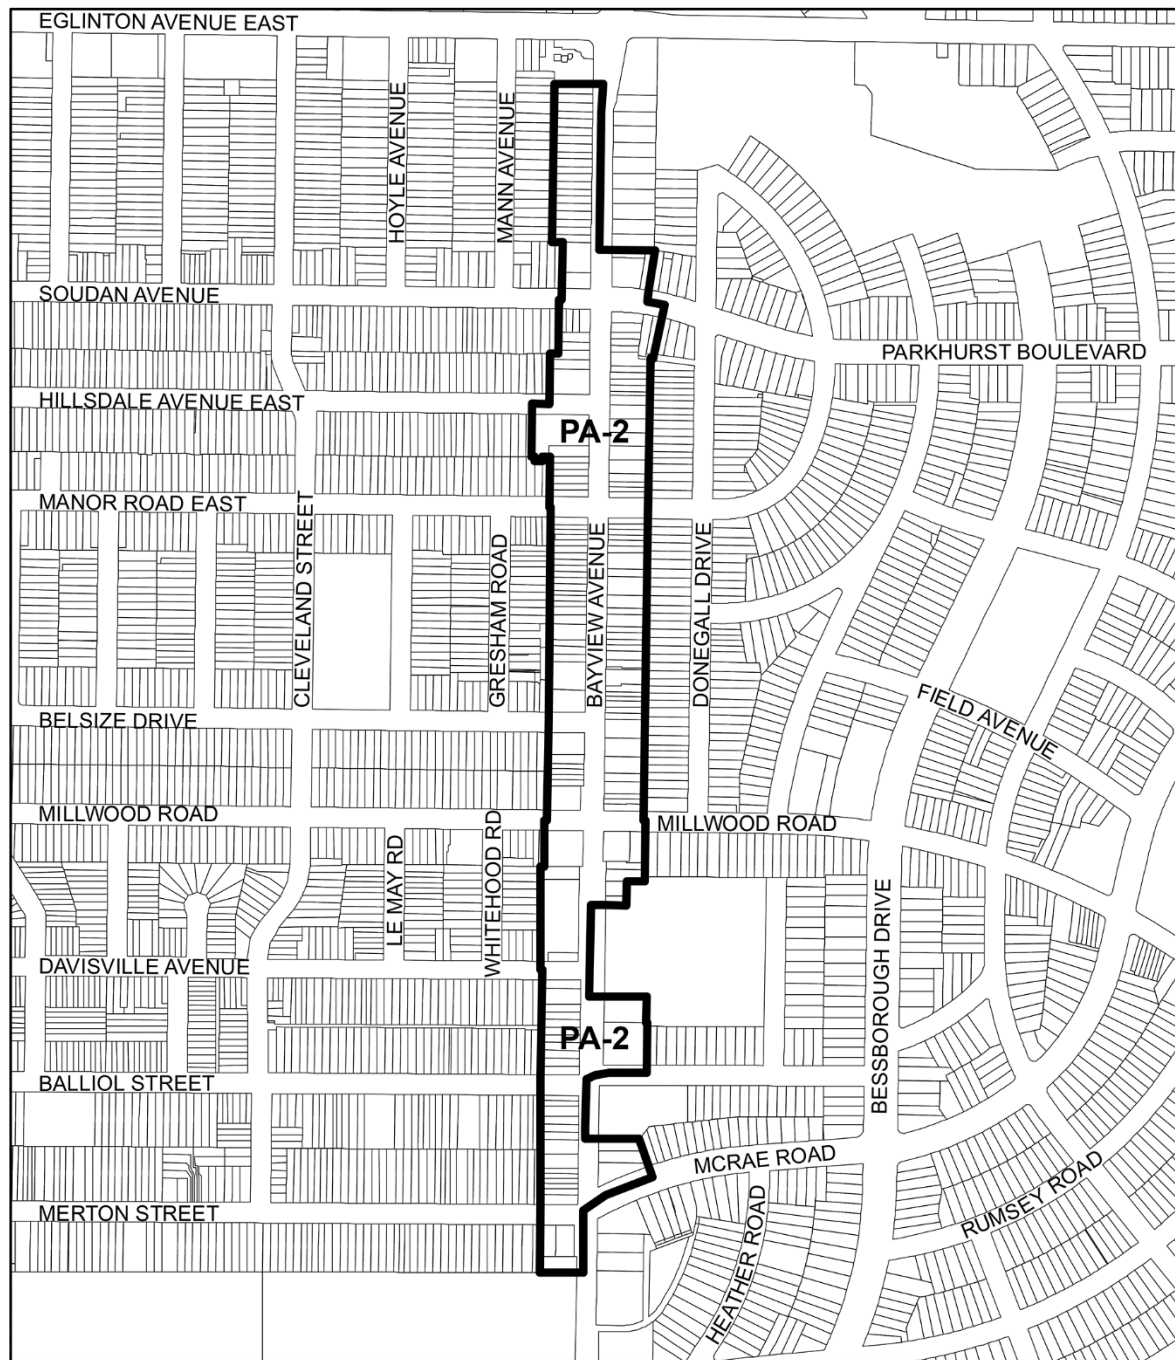 EGLINTON AVENUE EAST
HOYLE AVENUE
MANN AVENUE
SOUDAN AVENUE
PARKHURST BOULEVARD
HILLSDALE AVENUE EAST
PA-2
MANOR ROAD EAST
CLEVELAND STREET
GRESHAM ROAD
BAYVIEW AVENUE
DONEGALL DRIVE
FIELD AVENUE
BELSIZE DRIVE
MILLWOOD ROAD
MILLWOOD ROAD
LE MAY RD
WHITEHOOD RD
BESSBOROUGH DRIVE
DAVISVILLE AVENUE
PA-2
BALLIOL STREET
MCRAE ROAD
RUMSEY ROAD
MERTON STREET
HEATHER ROAD